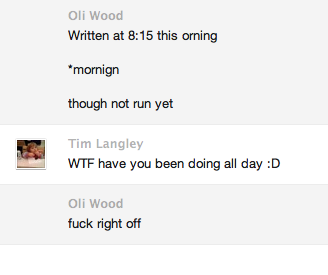 Oli Wood
Written at 8:15 this orning
*mornign
though not run yet
Tim Langley
WTF have you been doing all day :D
Oli Wood
fuck right off